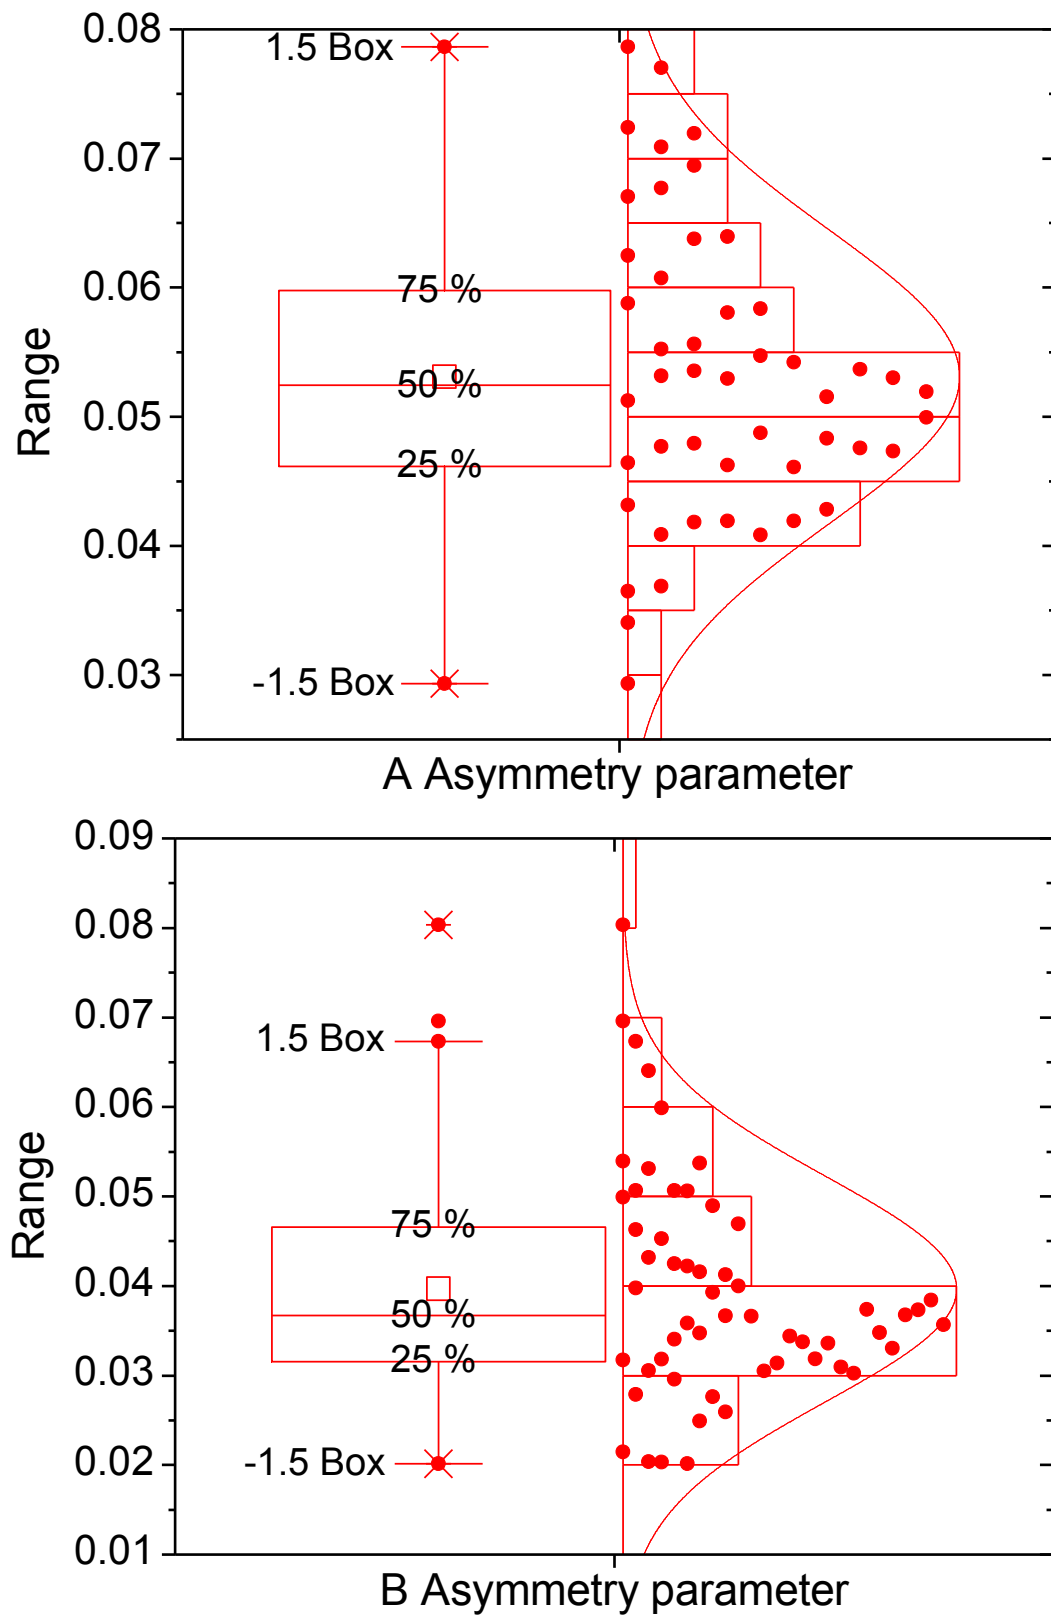 0.08
1.5 Box
0.07
0.06
75 %
Range
50 %
0.05
25 %
0.04
0.03
-1.5 Box
A Asymmetry parameter
0.09
0.08
0.07
1.5 Box
0.06
Range
0.05
75 %
0.04
50 %
25 %
0.03
0.02
-1.5 Box
0.01
B Asymmetry parameter